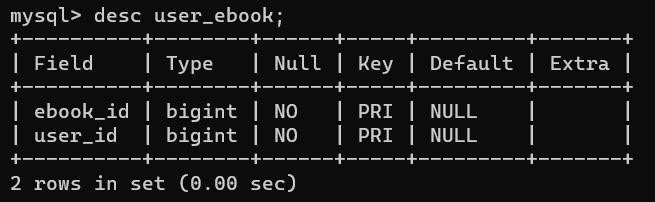 mysql> desc user_ebook;
+----------+--------+------+-----+---------+-------+
| Field    | Type   | Null | Key | Default | Extra |
+----------+--------+------+-----+---------+-------+
| ebook_id | bigint | NO   | PRI | NULL    |       |
| user_id  | bigint | NO   | PRI | NULL    |       |
+----------+--------+------+-----+---------+-------+
2 rows in set (0.00 sec)